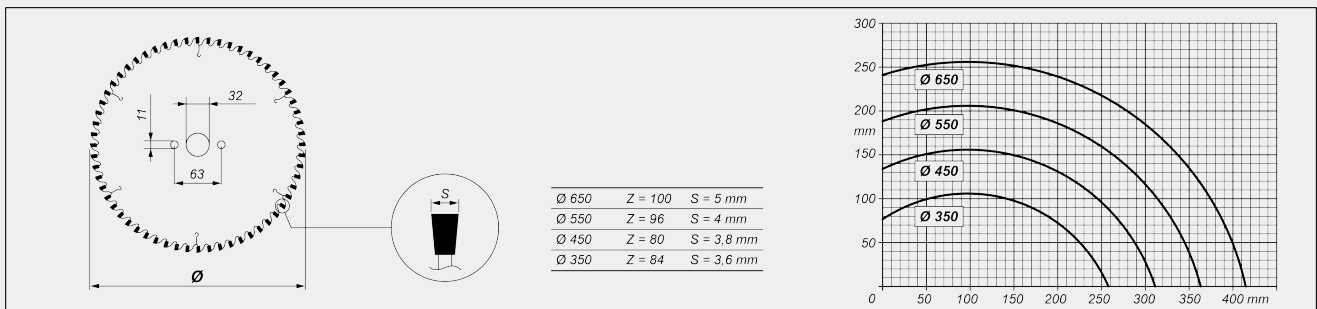 32
11
63
Ø
S
Ø 650 Z = 100 S = 5 mm
Ø 550 Z = 96 S = 4 mm
Ø 450 Z = 80 S = 3,8 mm
Ø 350 Z = 84 S = 3,6 mm
300
250
200
mm
150
100
50
Ø 650
Ø 550
Ø 450
Ø 350
0 50 100 150 200 250 300 350 400 mm